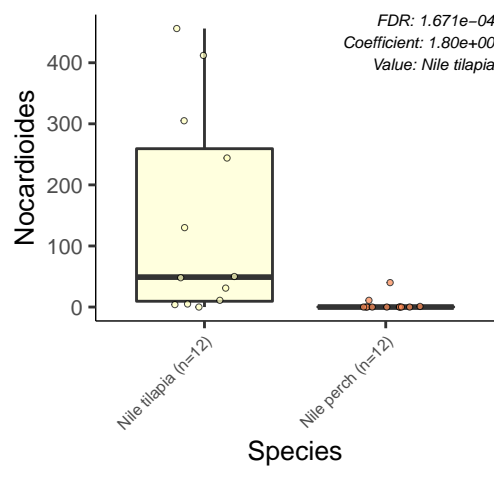 FDR: 1.671e−04
Coefficient: 1.80e+00
Value: Nile tilapia
Nocardioides
400
300
200
100
0
Nile tilapia (n=12)
Nile perch (n=12)
Species